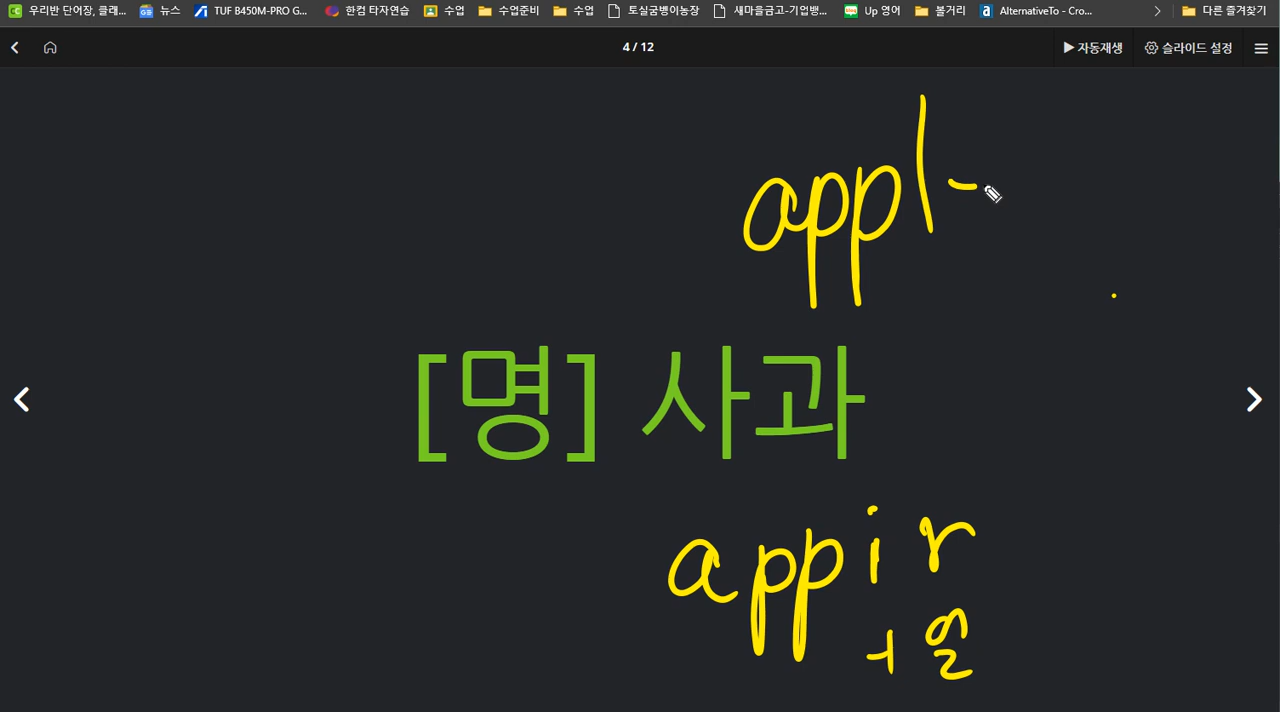 우리반 단어장, 클래... 뉴스 TUF B450M-PRO G... 한컴 타자연습 수업 수업준비 수업 토실굼벵이농장 새마을금고-기업뱅... Up 영어 볼거리 AlternativeTo - Cro... 다른 즐겨찾기
4 / 12 자동재생 슬라이드 설정
appl
[명] 사과
appir
ㅓ 얼